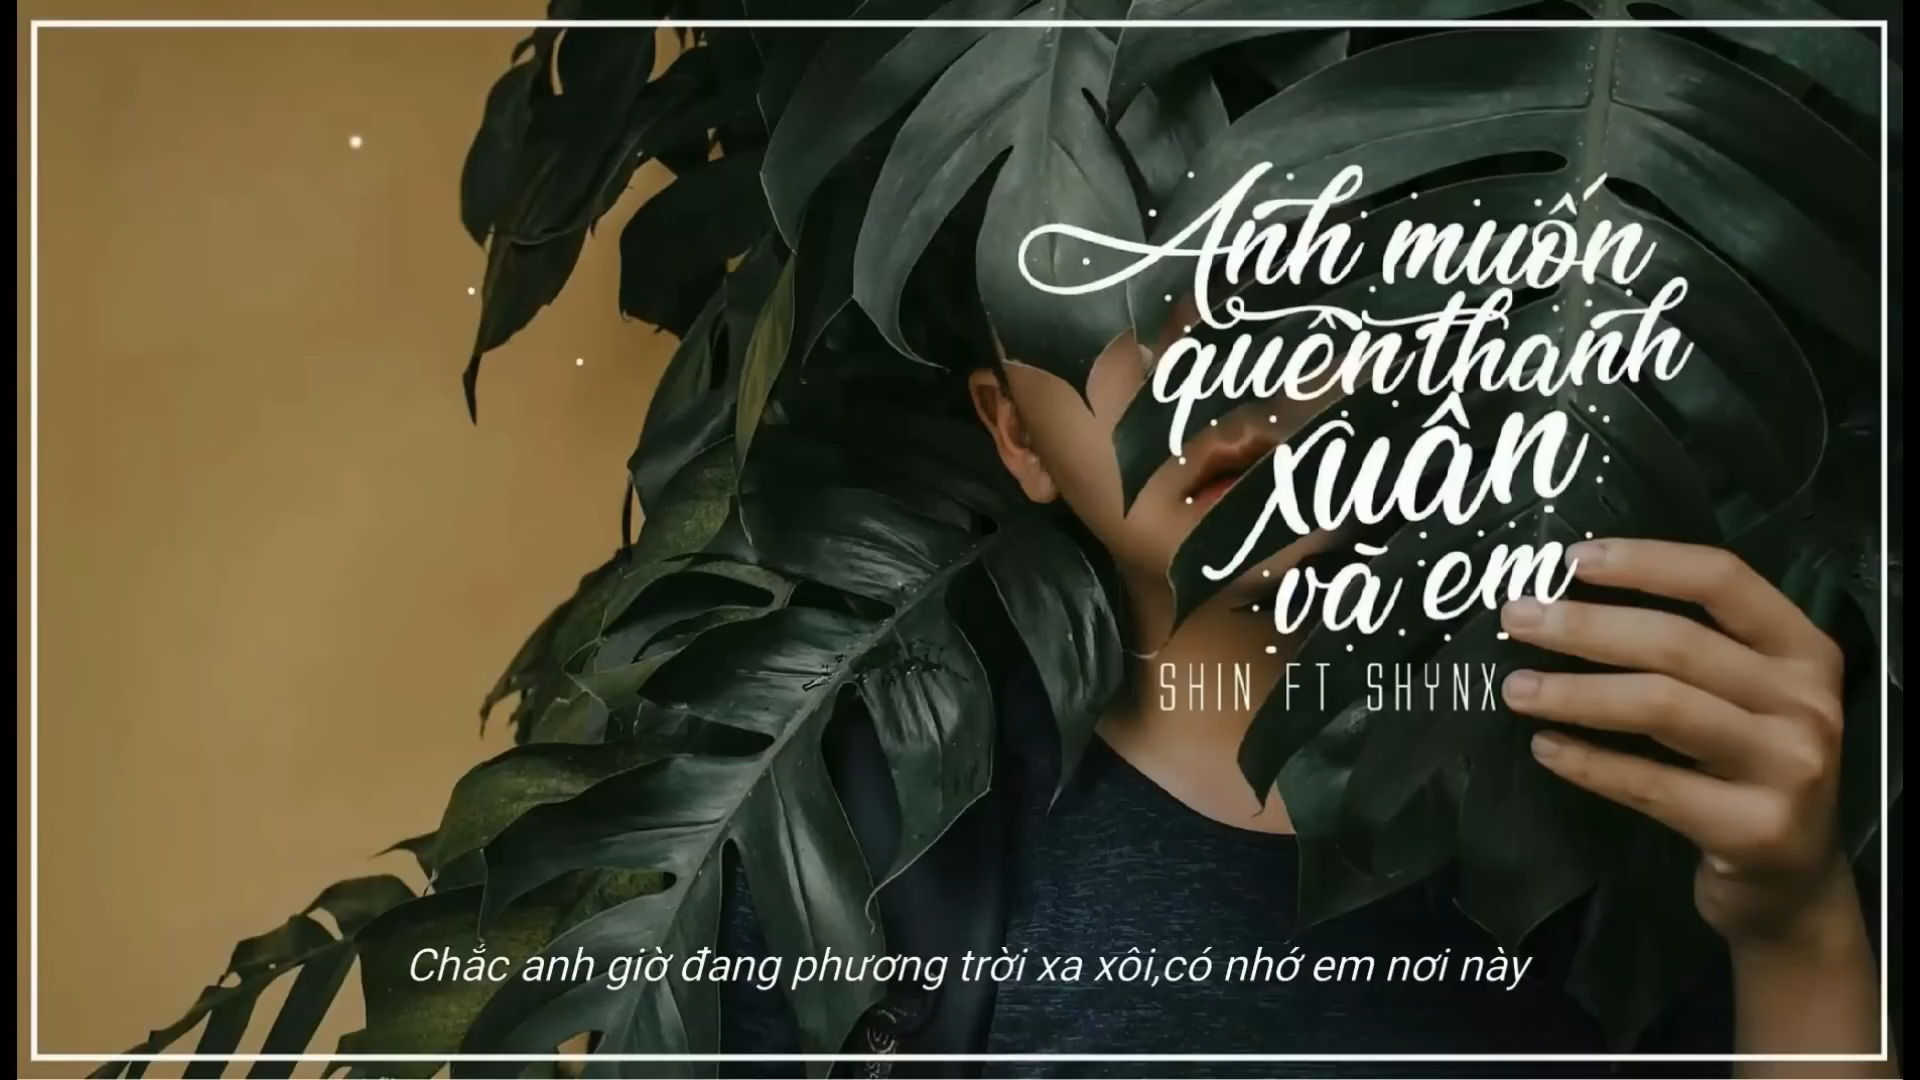 Anh muốn
quên thanh
xuân
và em
SHIN FT SHYNX
Chắc anh giờ đang phương trời xa xôi,có nhớ em nơi này